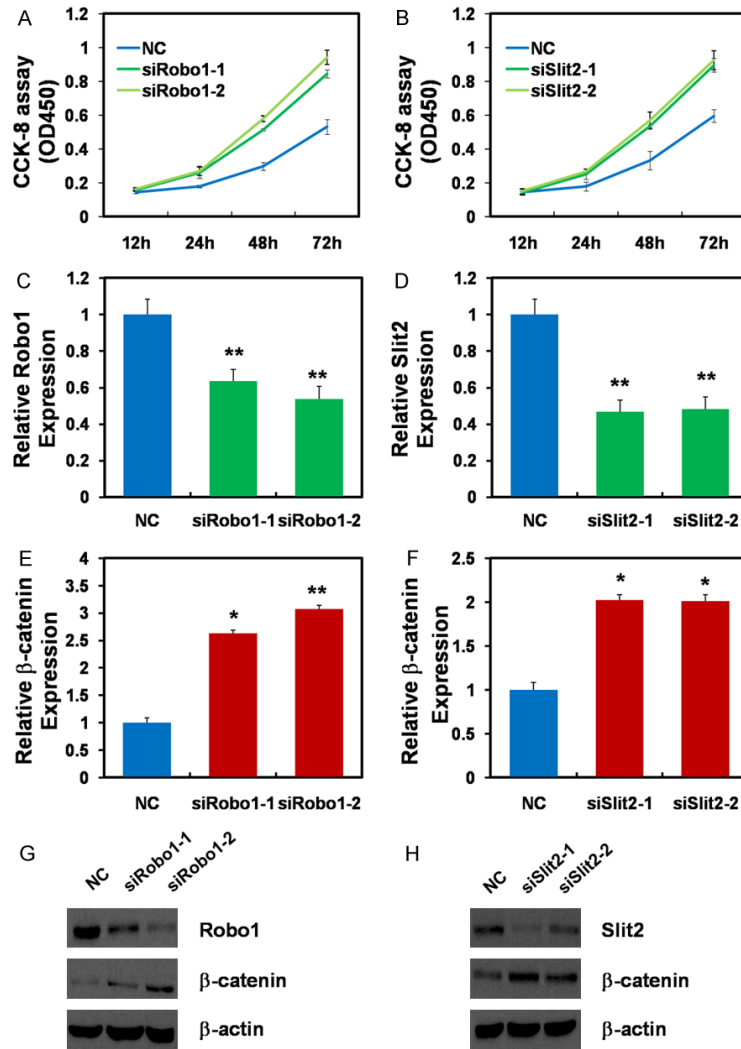 A
CCK-8 assay
(OD450)
1.2
1
0.8
0.6
0.4
0.2
0
NC
siRobo1-1
siRobo1-2
12h 24h 48h 72h
B
CCK-8 assay
(OD450)
1.2
1
0.8
0.6
0.4
0.2
0
NC
siSlit2-1
siSlit2-2
12h 24h 48h 72h
C
Relative Robo1
Expression
1.2
1
0.8
0.6
0.4
0.2
0
**
**
NC siRobo1-1 siRobo1-2
D
Relative Slit2
Expression
1.2
1
0.8
0.6
0.4
0.2
0
**
**
NC siSlit2-1 siSlit2-2
E
Relative β-catenin
Expression
4
3.5
3
2.5
2
1.5
1
0.5
0
*
**
NC siRobo1-1 siRobo1-2
F
Relative β-catenin
Expression
2.5
2
1.5
1
0.5
0
*
*
NC siSlit2-1 siSlit2-2
G
NC siRobo1-1 siRobo1-2
Robo1
β-catenin
β-actin
H
NC siSlit2-1 siSlit2-2
Slit2
β-catenin
β-actin